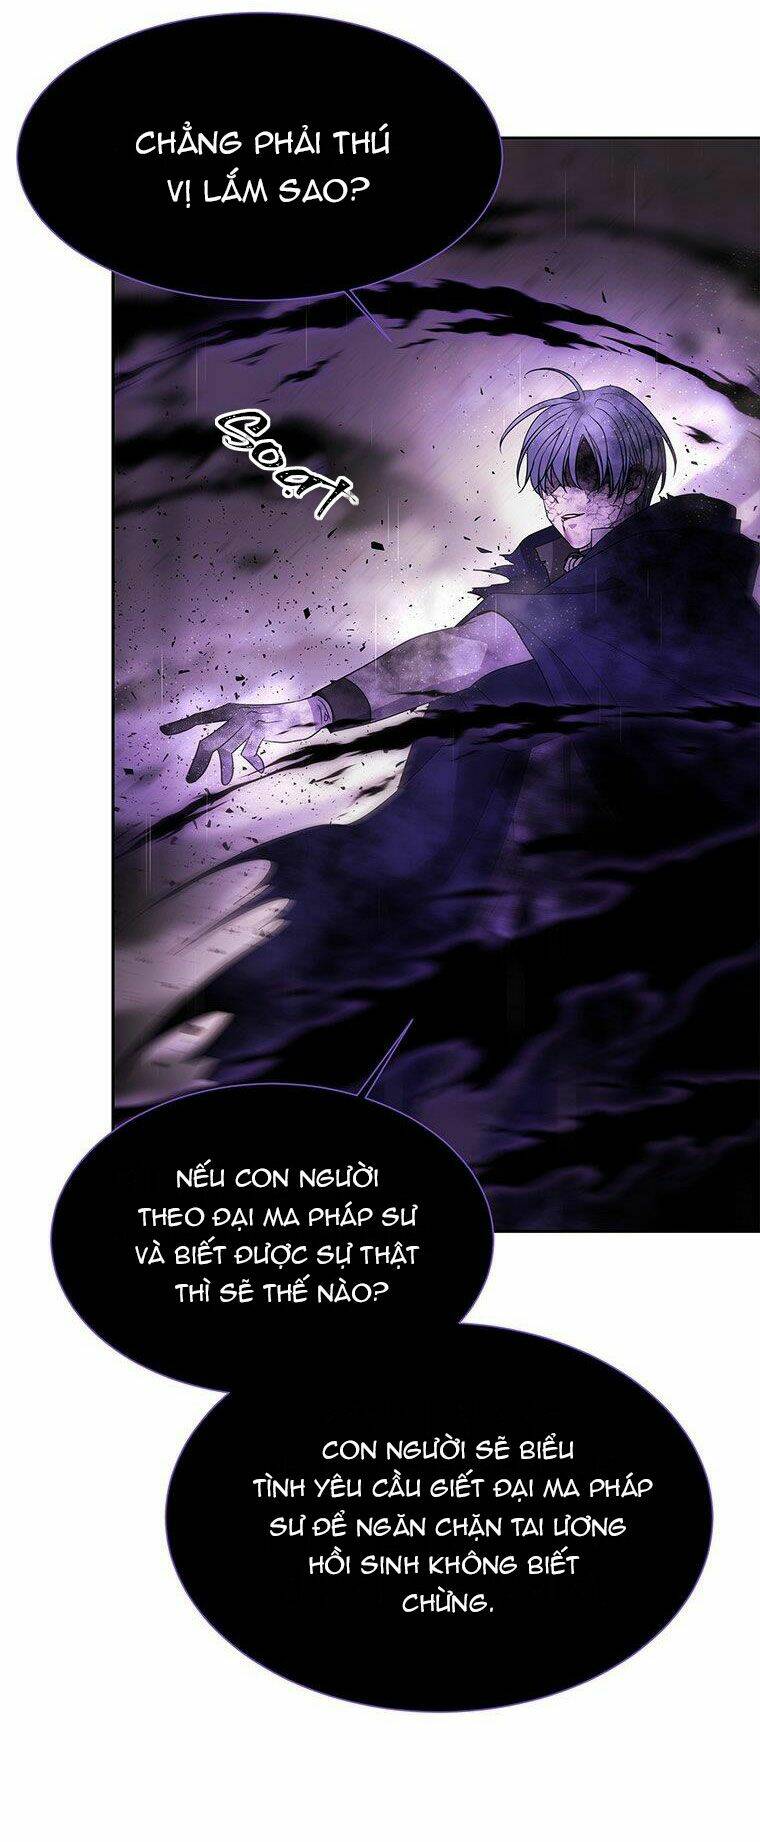 CHẲNG PHẢI THÚ
VỊ LẮM SAO?
Soạt
NẾU CON NGƯỜI
THEO ĐẠI MA PHÁP SƯ
VÀ BIẾT ĐƯỢC SỰ THẬT
THÌ SẼ THẾ NÀO?
CON NGƯỜI SẼ BIỂU
TÌNH YÊU CẦU GIẾT ĐẠI MA PHÁP
SƯ ĐỂ NGĂN CHẶN TAI ƯƠNG
HỒI SINH KHÔNG BIẾT
CHỪNG.